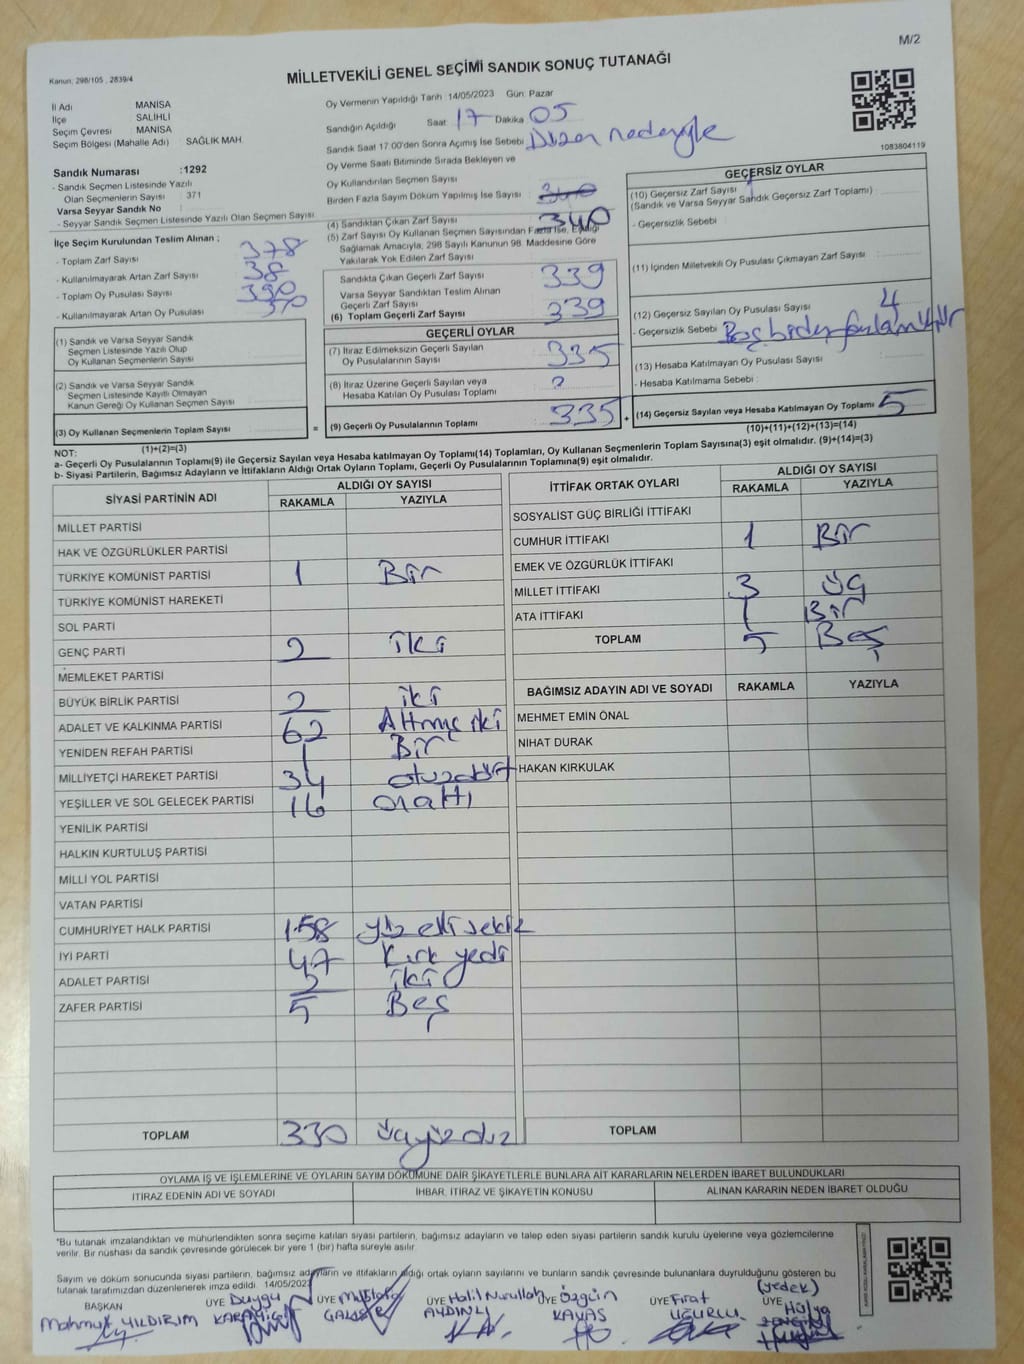 M/2
Kanun, 298/105 , 2839/4
MİLLETVEKİLİ GENEL SEÇİMİ SANDIK SONUÇ TUTANAĞI
İl Adı MANİSA
İlçe SALİHLİ
Seçim Çevresi MANİSA
Seçim Bölgesi (Mahalle Adı) SAĞLIK MAH
Sandık Numarası :1292
- Sandık Seçmen Listesinde Yazılı
Olan Seçmenlerin Sayısı 371
Varsa Seyyar Sandık No
- Seyyar Sandık Seçmen Listesinde Yazılı Olan Seçmen Sayısı
İlçe Seçim Kurulundan Teslim Alınan ;
- Toplam Zarf Sayısı 378
- Kullanılmayarak Artan Zarf Sayısı 38
- Toplam Oy Pusulası Sayısı 390
- Kullanılmayarak Artan Oy Pusulası
Oy Vermenin Yapıldığı Tarih :14/05/2023 Gün: Pazar
Sandığın Açıldığı Saat 17 Dakika 05
Sandık Saat 17:00'den Sonra Açımış İse Sebebi Düzen nedeniyle
Oy Verme Saati Bitiminde Sırada Bekleyen ve
Oy Kullandırılan Seçmen Sayısı
Birden Fazla Sayım Döküm Yapılmış İse Sayısı 340
(4) Sandıktan Çıkan Zarf Sayısı 340
(5) Zarf Sayısı Oy Kullanan Seçmen Sayısından Fazla İse, Eşitliği
Sağlamak Amacıyla, 298 Sayılı Kanunun 98. Maddesine Göre
Yakılarak Yok Edilen Zarf Sayısı
Sandıkta Çıkan Geçerli Zarf Sayısı 339
Varsa Seyyar Sandıktan Teslim Alınan
Geçerli Zarf Sayısı
(6) Toplam Geçerli Zarf Sayısı 339
1083804119
GEÇERSİZ OYLAR
(10) Geçersiz Zarf Sayısı 1
(Sandık ve Varsa Seyyar Sandık Geçersiz Zarf Toplamı)
- Geçersizlik Sebebi
(11) İçinden Milletvekili Oy Pusulası Çıkmayan Zarf Sayısı
(12) Geçersiz Sayılan Oy Pusulası Sayısı 4
- Geçersizlik Sebebi
(13) Hesaba Katılmayan Oy Pusulası Sayısı
- Hesaba Katılmama Sebebi :
(14) Geçersiz Sayılan veya Hesaba Katılmayan Oy Toplamı 5
(10)+(11)+(12)+(13)=(14)
(1) Sandık ve Varsa Seyyar Sandık
Seçmen Listesinde Yazılı Olup
Oy Kullanan Seçmenlerin Sayısı
(2) Sandık ve Varsa Seyyar Sandık
Seçmen Listesinde Kayıtlı Olmayan
Kanun Gereği Oy Kullanan Seçmen Sayısı
(3) Oy Kullanan Seçmenlerin Toplam Sayısı =
(1)+(2)=(3)
GEÇERLİ OYLAR
(7) İtiraz Edilmeksizin Geçerli Sayılan
Oy Pusulalarının Sayısı 335
(8) İtiraz Üzerine Geçerli Sayılan veya
Hesaba Katılan Oy Pusulası Toplamı
(9) Geçerli Oy Pusulalarının Toplamı 335 +
NOT:
a- Geçerli Oy Pusulalarının Toplamı(9) ile Geçersiz Sayılan veya Hesaba katılmayan Oy Toplamı(14) Toplamları, Oy Kullanan Seçmenlerin Toplam Sayısına(3) eşit olmalıdır. (9)+(14)=(3)
b- Siyasi Partilerin, Bağımsız Adayların ve İttifakların Aldığı Ortak Oyların Toplamı, Geçerli Oy Pusulalarının Toplamına(9) eşit olmalıdır.
SİYASİ PARTİNİN ADI ALDIĞI OY SAYISI
RAKAMLA YAZIYLA
MİLLET PARTİSİ
HAK VE ÖZGÜRLÜKLER PARTİSİ
TÜRKİYE KOMÜNİST PARTİSİ 1 Bir
TÜRKİYE KOMÜNİST HAREKETİ
SOL PARTİ
GENÇ PARTİ 2 iki
MEMLEKET PARTİSİ
BÜYÜK BİRLİK PARTİSİ 2 iki
ADALET VE KALKINMA PARTİSİ 62 Altmış iki
YENİDEN REFAH PARTİSİ 1 Bir
MİLLİYETÇİ HAREKET PARTİSİ 34 otuzdört
YEŞİLLER VE SOL GELECEK PARTİSİ 16 onaltı
YENİLİK PARTİSİ
HALKIN KURTULUŞ PARTİSİ
MİLLİ YOL PARTİSİ
VATAN PARTİSİ
CUMHURİYET HALK PARTİSİ 158 yüz elli sekiz
İYİ PARTİ 47 Kırk yedi
ADALET PARTİSİ 2 iki
ZAFER PARTİSİ 5 Beş
TOPLAM 330 üçyüzotuz
İTTİFAK ORTAK OYLARI ALDIĞI OY SAYISI
RAKAMLA YAZIYLA
SOSYALİST GÜÇ BİRLİĞİ İTTİFAKI
CUMHUR İTTİFAKI 1 Bir
EMEK VE ÖZGÜRLÜK İTTİFAKI
MİLLET İTTİFAKI 3 üç
ATA İTTİFAKI 1 Bir
TOPLAM 5 Beş
BAĞIMSIZ ADAYIN ADI VE SOYADI RAKAMLA YAZIYLA
MEHMET EMİN ÖNAL
NİHAT DURAK
HAKAN KIRKULAK
TOPLAM
OYLAMA İŞ VE İŞLEMLERİNE VE OYLARIN SAYIM DÖKÜMÜNE DAİR ŞİKAYETLERLE BUNLARA AİT KARARLARIN NELERDEN İBARET BULUNDUKLARI
İTİRAZ EDENİN ADI VE SOYADI İHBAR, İTİRAZ VE ŞİKAYETİN KONUSU ALINAN KARARIN NEDEN İBARET OLDUĞU
"Bu tutanak imzalandıktan ve mühürlendikten sonra seçime katılan siyasi partilerin, bağımsız adayların ve talep eden siyasi partilerin sandık kurulu üyelerine veya gözlemcilerine
verilir. Bir nüshası da sandık çevresinde görülecek bir yere 1 (bir) hafta süreyle asılır.
Sayım ve döküm sonucunda siyasi partilerin, bağımsız adayların ve ittifakların aldığı ortak oyların sayılarını ve bunların sandık çevresinde bulunanlara duyrulduğunu gösteren bu
tutanak tarafımızdan düzenlenerek imza edildi. 14/05/2023
BAŞKAN ÜYE Duygu ÜYE Mustafa ÜYE Halil Nurullah ÜYE Özgün ÜYE Fırat ÜYE (yedek) Hülya
Mahmut YILDIRIM AYDINLI KAVAS UĞURLU